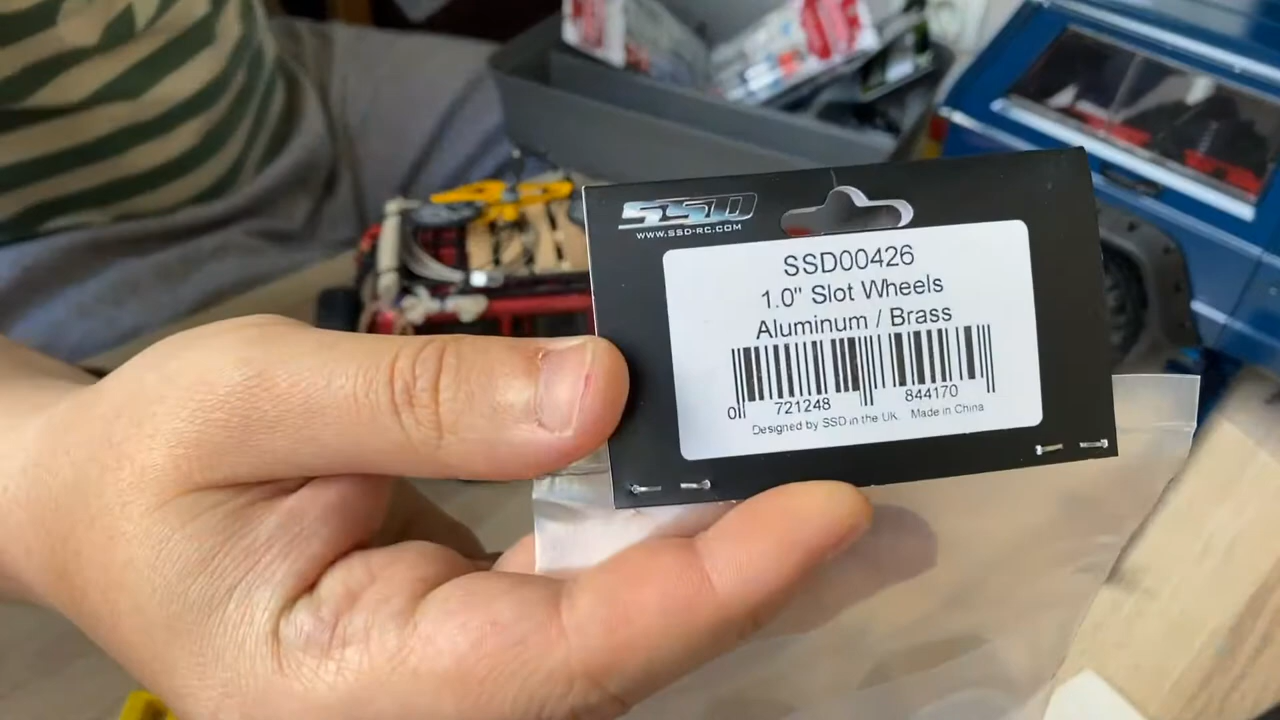 SSD
WWW.SSD-RC.COM
SSD00426
1.0" Slot Wheels
Aluminum / Brass
0 721248 844170
Designed by SSD in the UK. Made in China